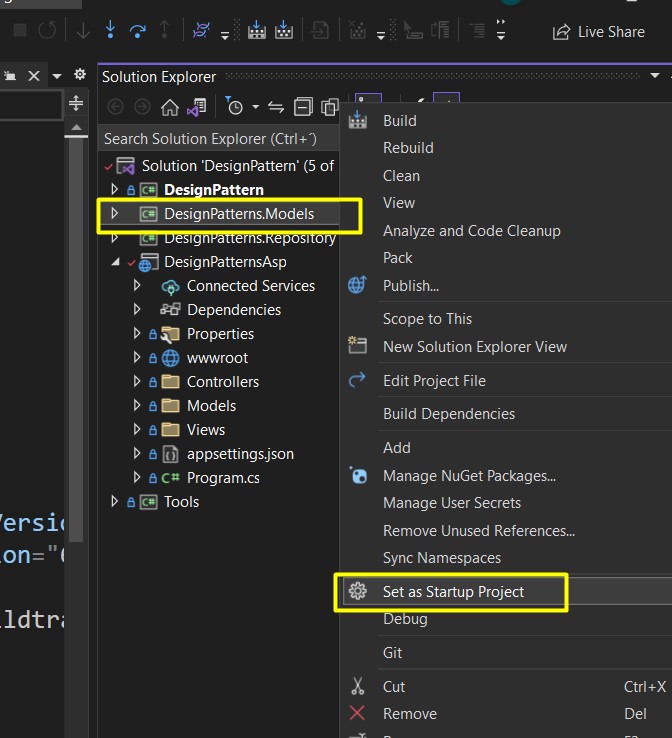 Live Share
Solution Explorer
Search Solution Explorer (Ctrl+´)
Solution 'DesignPattern' (5 of
DesignPattern
DesignPatterns.Models
DesignPatterns.Repository
DesignPatternsAsp
Connected Services
Dependencies
Properties
wwwroot
Controllers
Models
Views
appsettings.json
C# Program.cs
Tools
Build
Rebuild
Clean
View
Analyze and Code Cleanup
Pack
Publish...
Scope to This
New Solution Explorer View
Edit Project File
Build Dependencies
Add
Manage NuGet Packages...
Manage User Secrets
Remove Unused References...
Sync Namespaces
Set as Startup Project
Debug
Git
Cut Ctrl+X
Remove Del